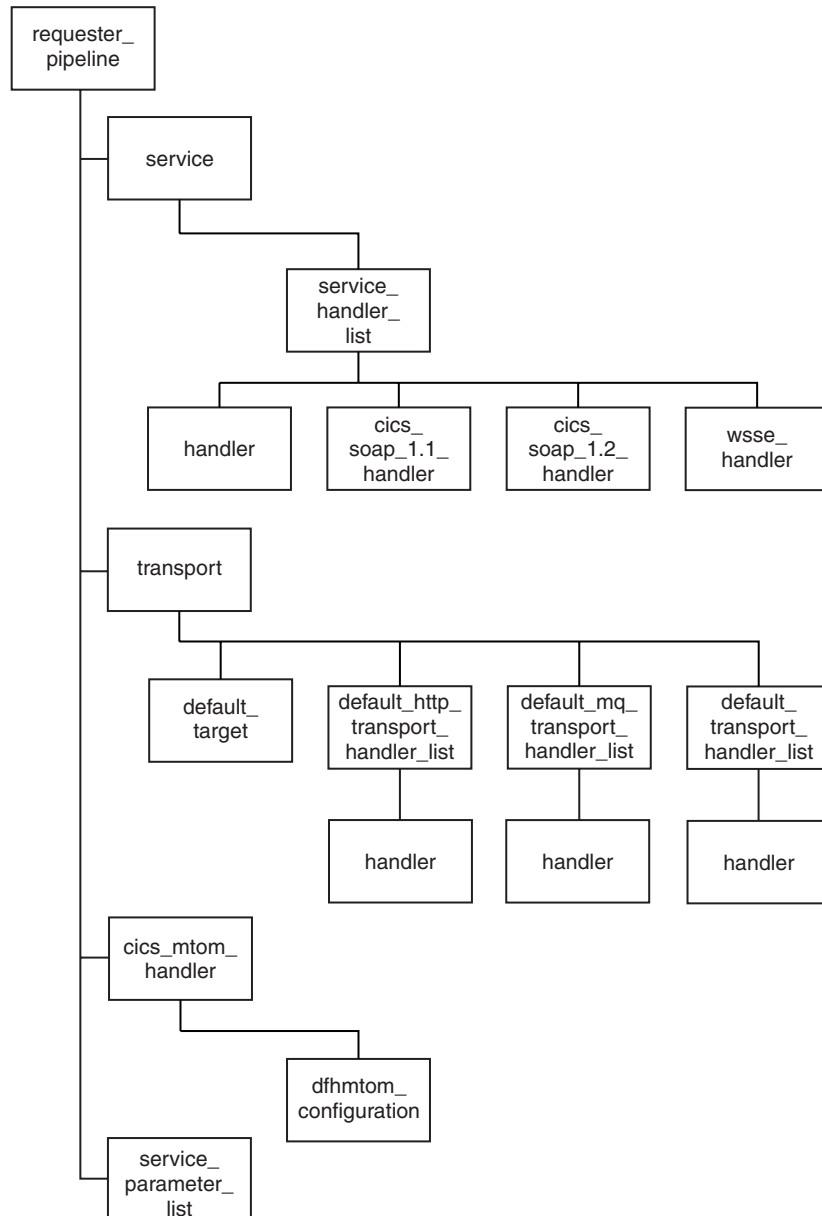 requester_
pipeline
service
service_
handler_
list
handler
cics_
soap_1.1_
handler
cics_
soap_1.2_
handler
wsse_
handler
transport
default_
target
default_http_
transport_
handler_list
default_mq_
transport_
handler_list
default_
transport_
handler_list
handler
handler
handler
cics_mtom_
handler
dfhmtom_
configuration
service_
parameter_
list